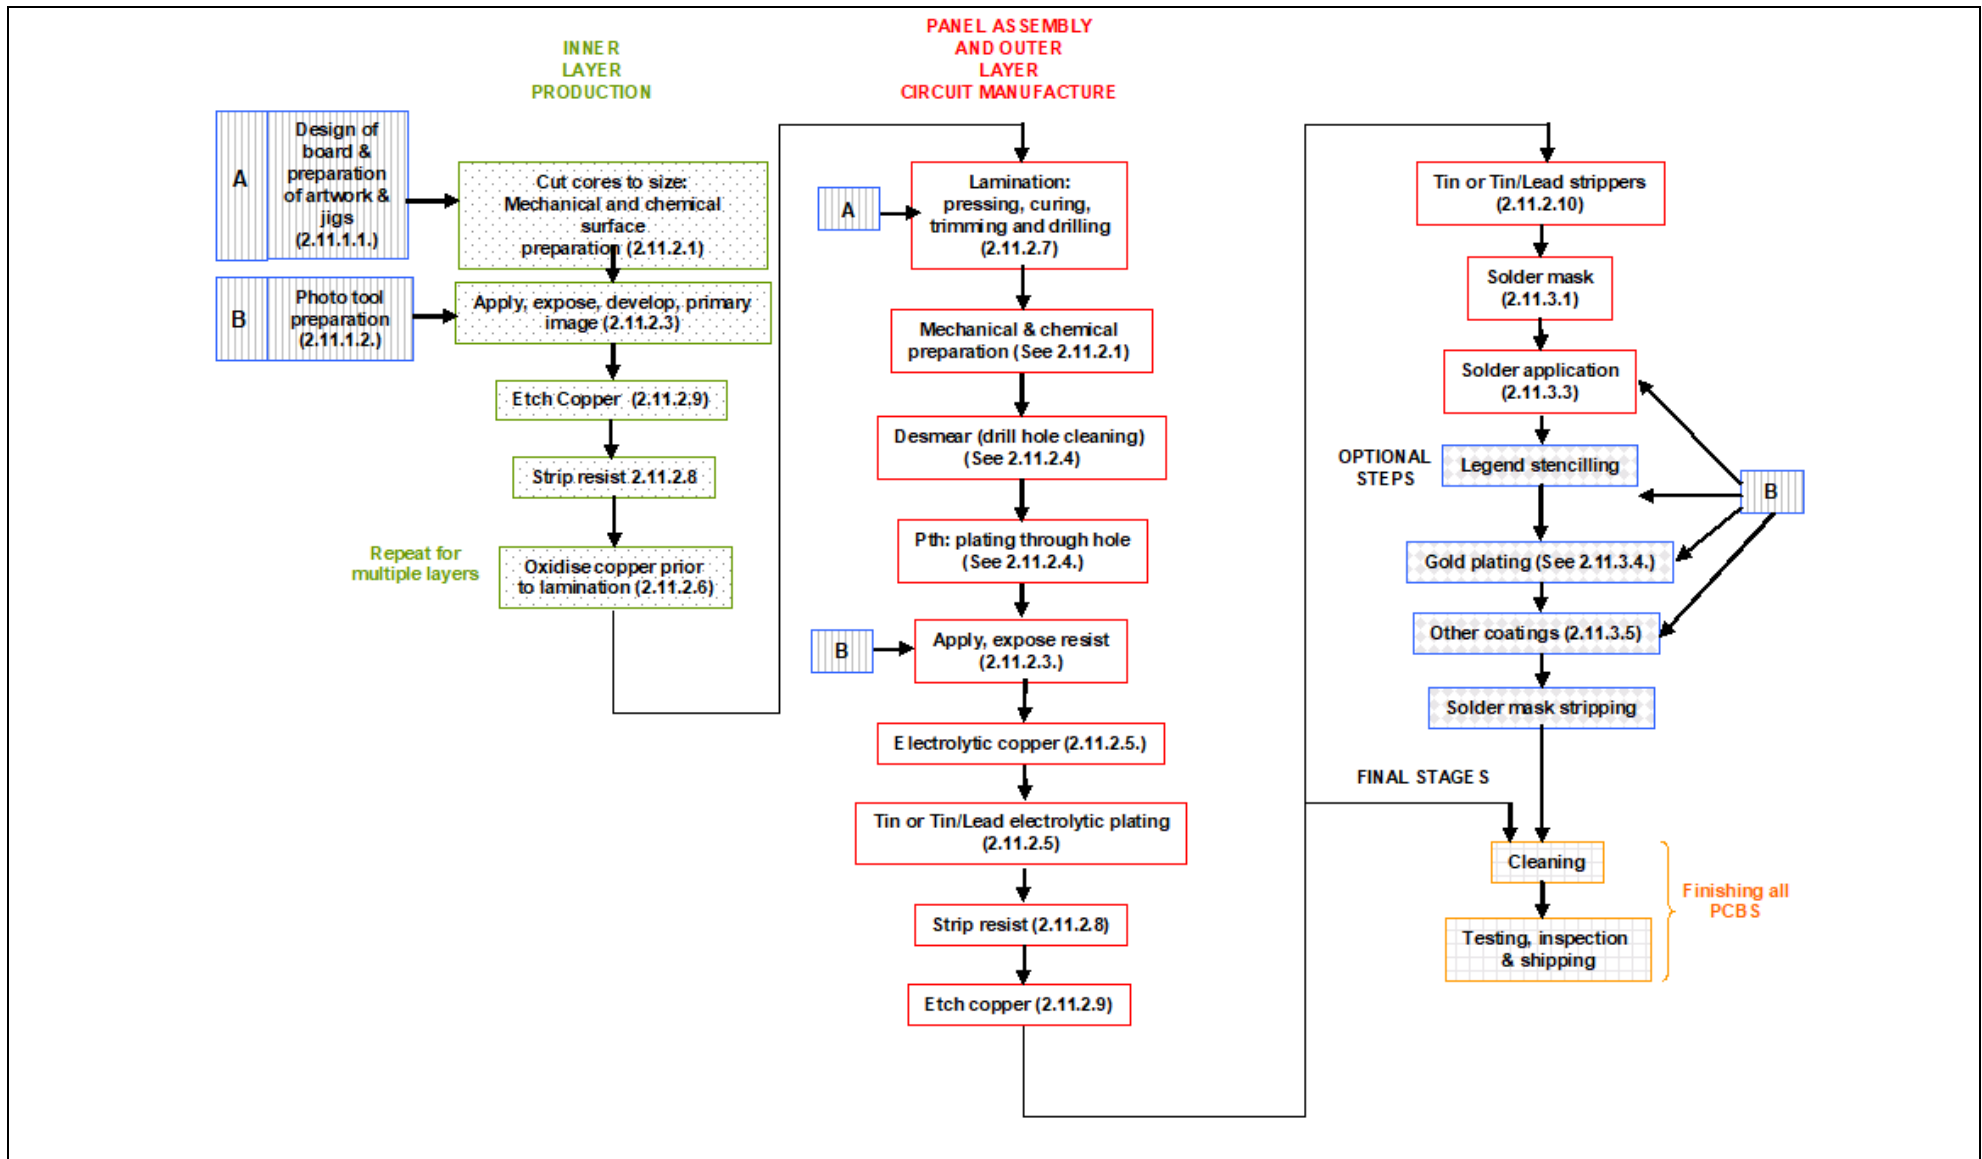 INNER
LAYER
PRODUCTION
A
Design of
board &
preparation
of artwork &
jigs
(2.11.1.1.)
B
Photo tool
preparation
(2.11.1.2.)
Cut cores to size:
Mechanical and chemical
surface
preparation (2.11.2.1)
Apply, expose, develop, primary
image (2.11.2.3)
Etch Copper (2.11.2.9)
Strip resist 2.11.2.8
Repeat for
multiple layers
Oxidise copper prior
to lamination (2.11.2.6)
PANEL ASSEMBLY
AND OUTER
LAYER
CIRCUIT MANUFACTURE
A
Lamination:
pressing, curing,
trimming and drilling
(2.11.2.7)
Mechanical & chemical
preparation (See 2.11.2.1)
Desmear (drill hole cleaning)
(See 2.11.2.4)
Pth: plating through hole
(See 2.11.2.4.)
B
Apply, expose resist
(2.11.2.3.)
Electrolytic copper (2.11.2.5.)
Tin or Tin/Lead electrolytic plating
(2.11.2.5)
Strip resist (2.11.2.8)
Etch copper (2.11.2.9)
Tin or Tin/Lead strippers
(2.11.2.10)
Solder mask
(2.11.3.1)
Solder application
(2.11.3.3)
OPTIONAL
STEPS
Legend stencilling
B
Gold plating (See 2.11.3.4.)
Other coatings (2.11.3.5)
Solder mask stripping
FINAL STAGES
Cleaning
Testing, inspection
& shipping
Finishing all
PCBS